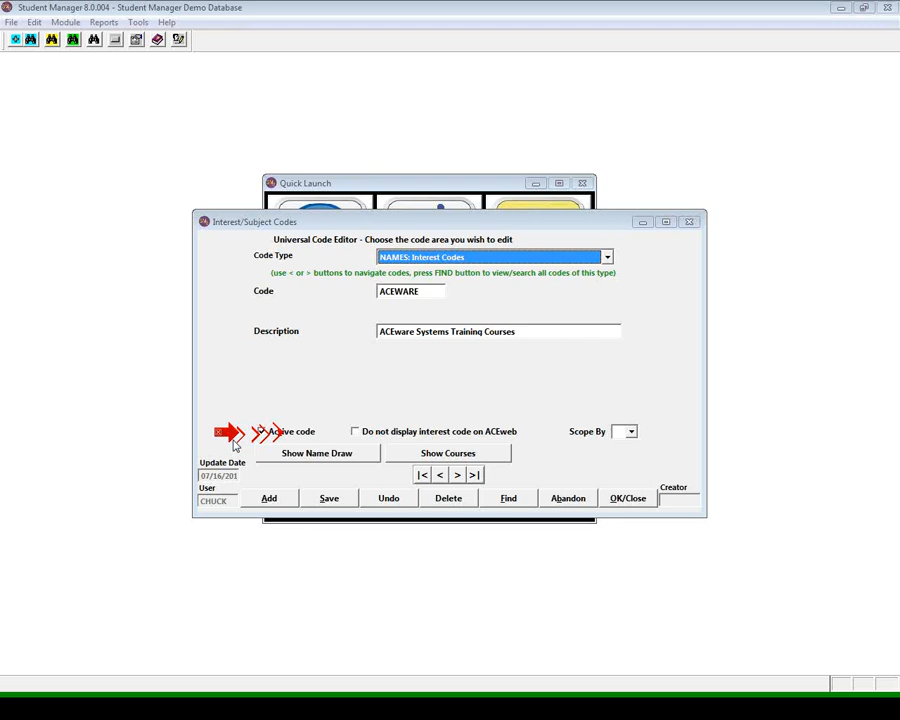 Student Manager 8.0.004 - Student Manager Demo Database
File Edit Module Reports Tools Help
Quick Launch
Interest/Subject Codes
Universal Code Editor - Choose the code area you wish to edit
Code Type NAMES: Interest Codes
(use < or > buttons to navigate codes, press FIND button to view/search all codes of this type)
Code ACEWARE
Description ACEware Systems Training Courses
Active code Do not display interest code on ACEweb Scope By
Show Name Draw Show Courses
Update Date
07/16/201
|< < > >|
User
CHUCK
Add Save Undo Delete Find Abandon OK/Close
Creator